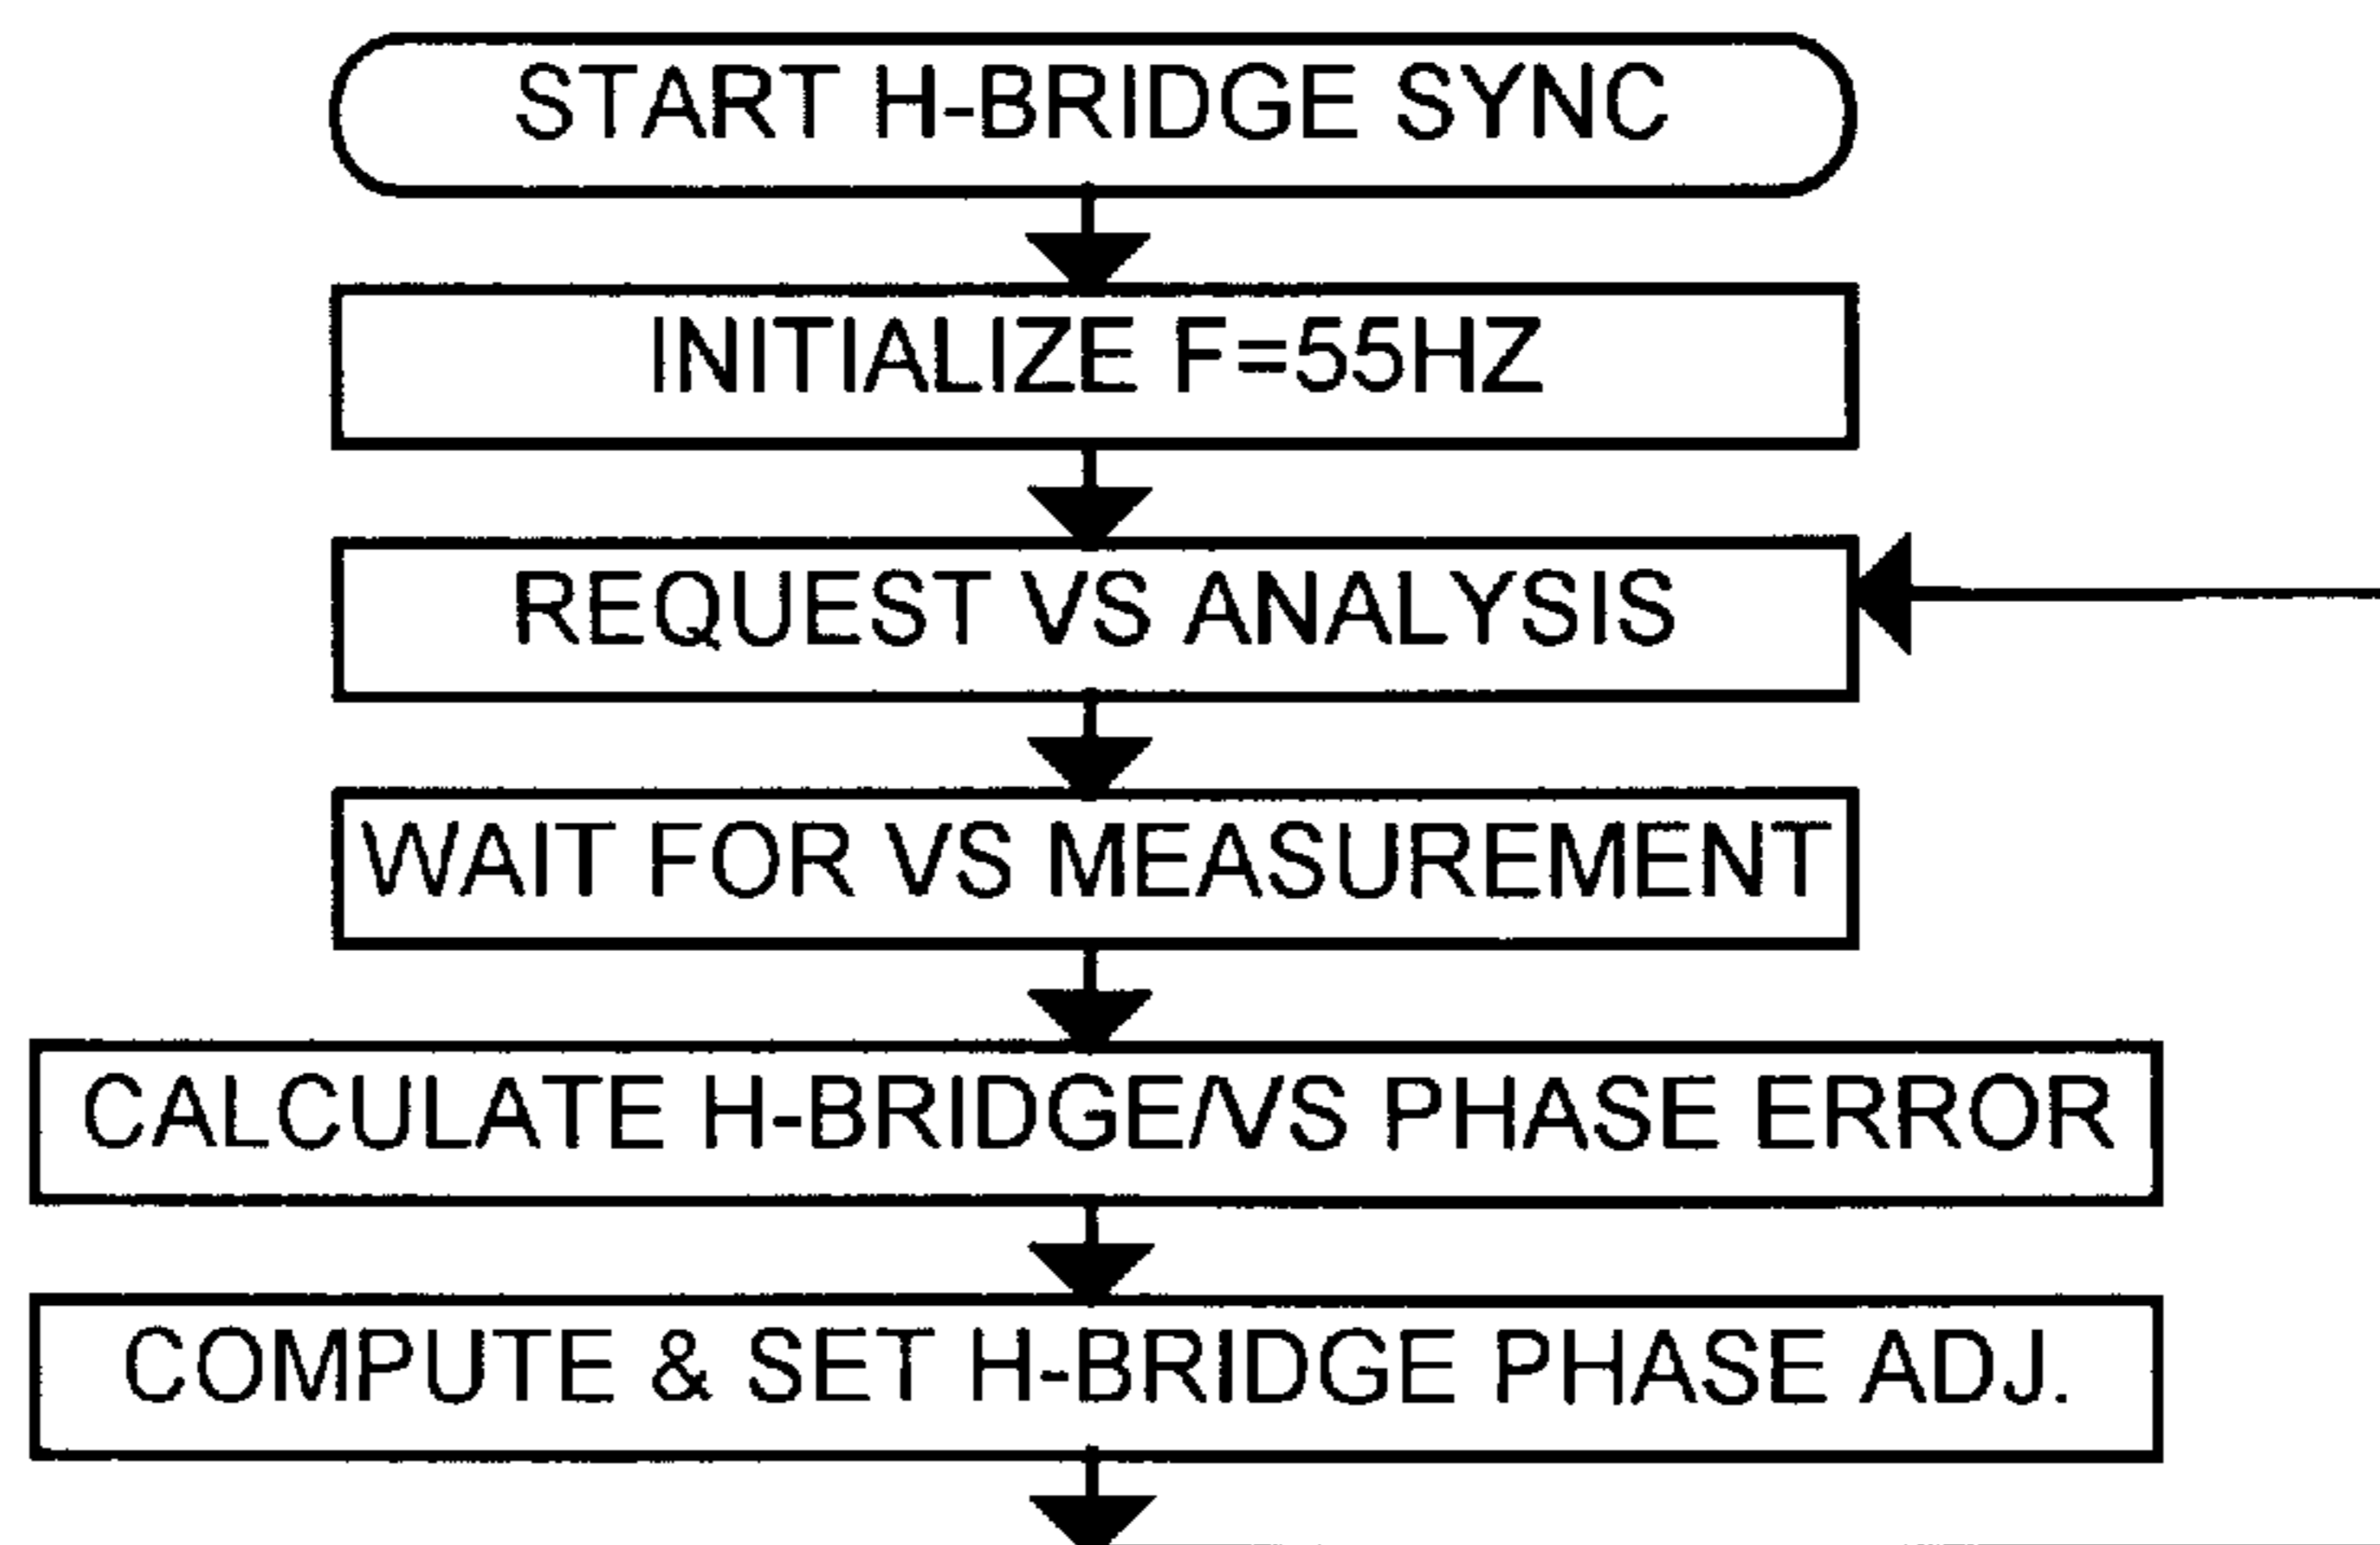 START H-BRIDGE SYNC
INITIALIZE F=55HZ
REQUEST VS ANALYSIS
WAIT FOR VS MEASUREMENT
CALCULATE H-BRIDGE/VS PHASE ERROR
COMPUTE & SET H-BRIDGE PHASE ADJ.